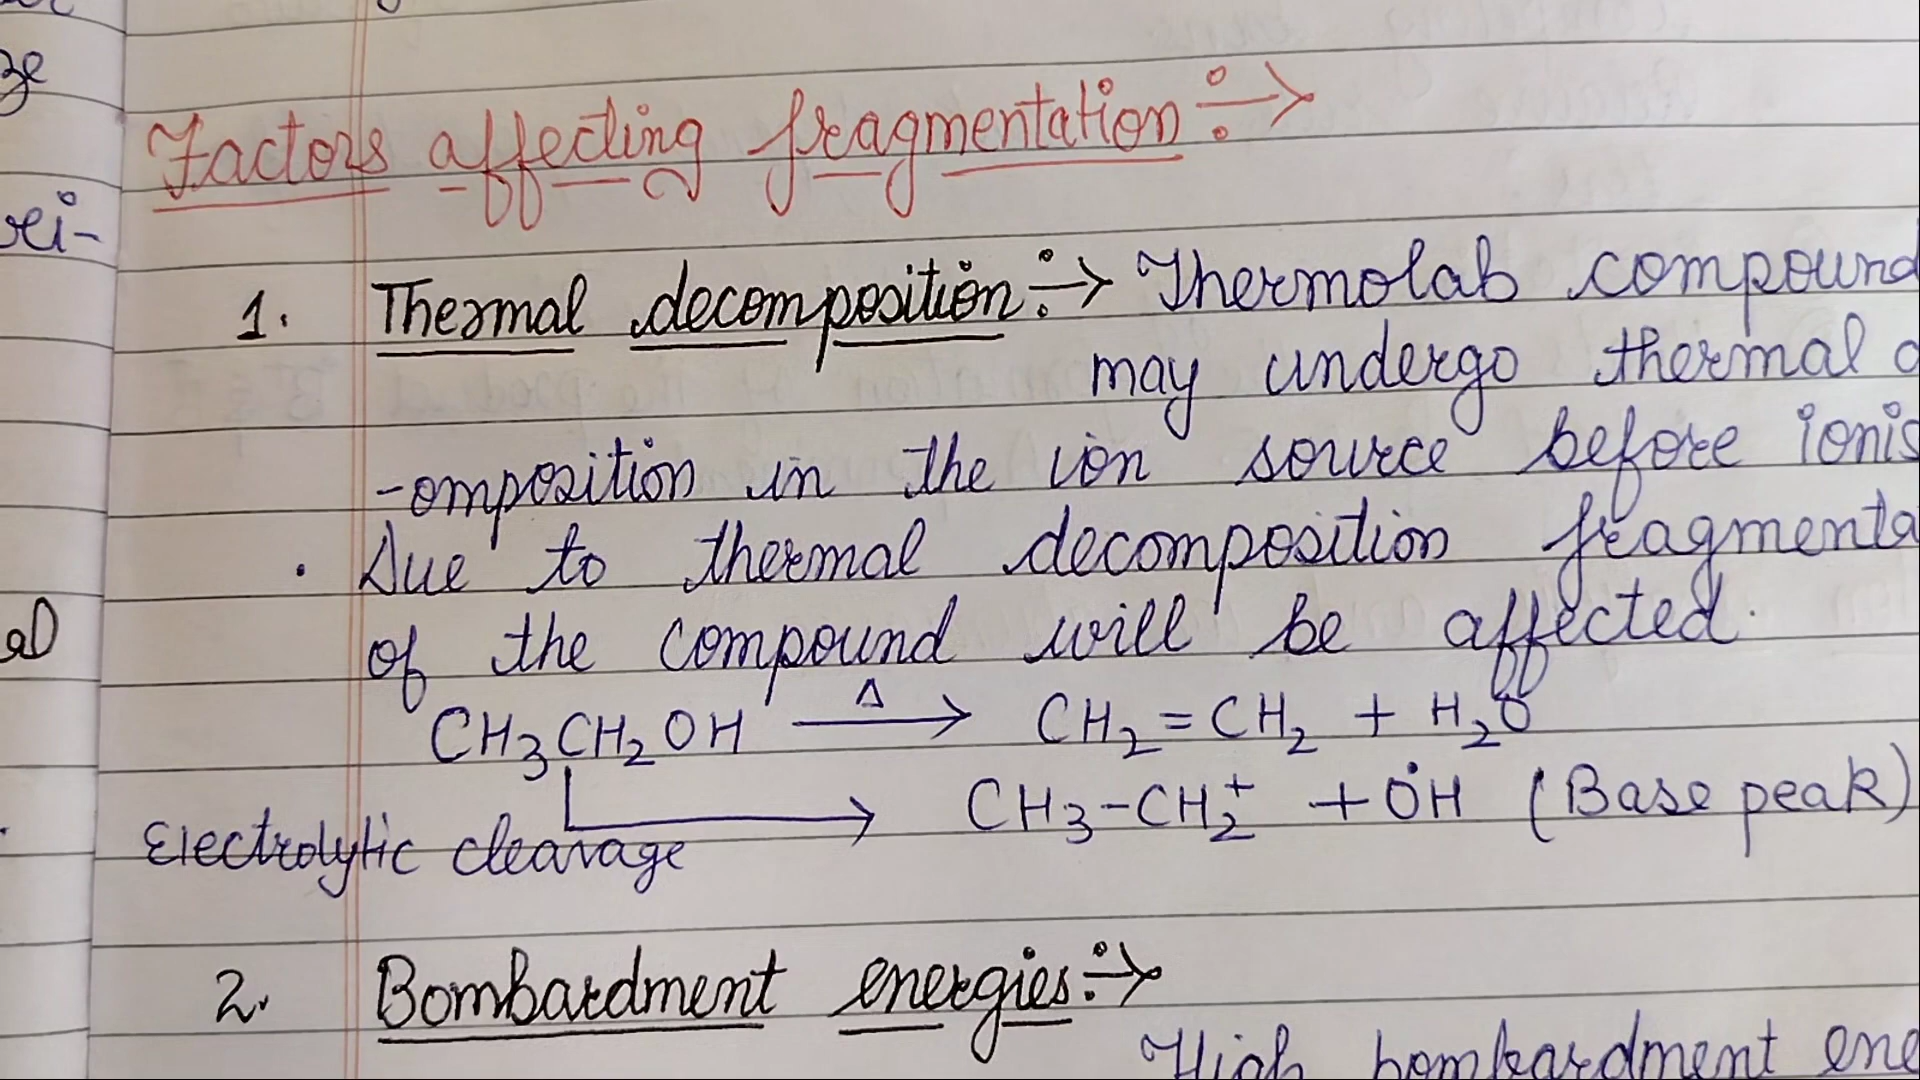 Factors affecting fragmentation :->
1. Thermal decomposition :-> Thermolab compound
may undergo thermal
-omposition in the ion source before ionis
. Due to thermal decomposition fragmenta
of the compound will be affected.
CH3CH2OH —Δ→ CH2=CH2 + H2O
→ CH3-CH2+ + ȮH (Base peak)
Electrolytic cleavage
2. Bombardment energies :->
High bombardment ene